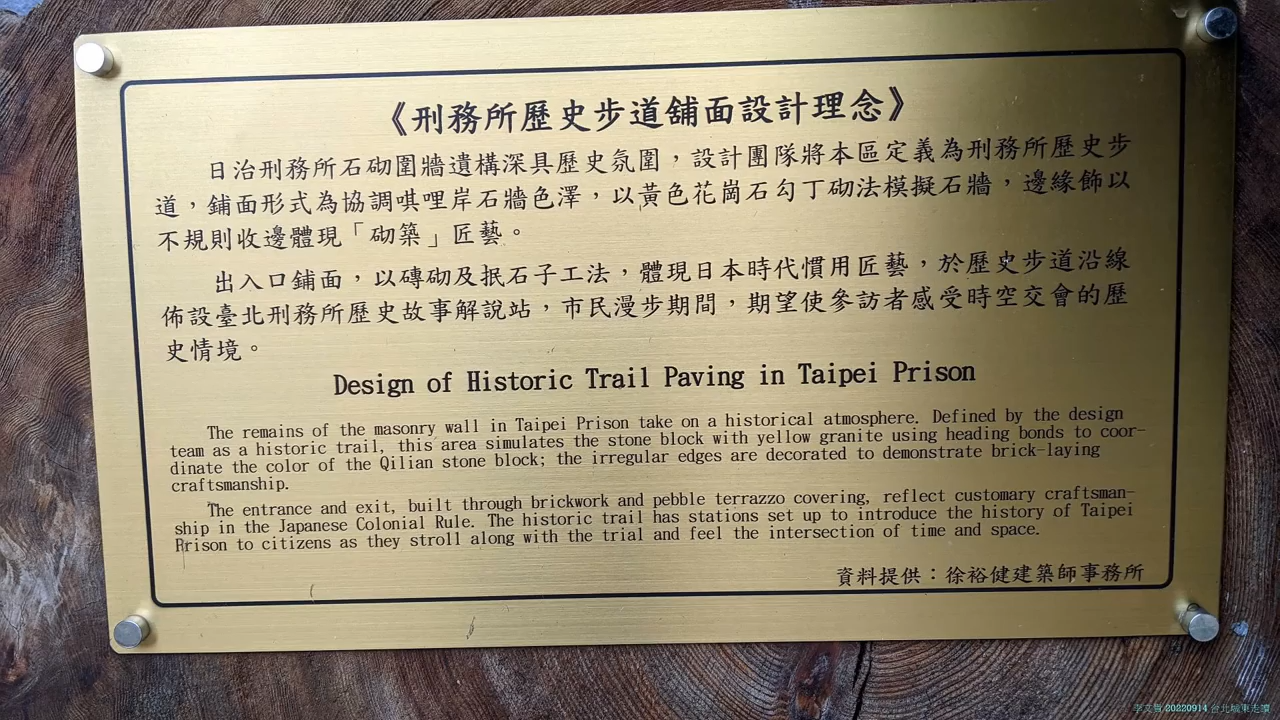 《刑務所歷史步道舖面設計理念》
日治刑務所石砌圍牆遺構深具歷史氛圍，設計團隊將本區定義為刑務所歷史步
道，鋪面形式為協調唭哩岸石牆色澤，以黃色花崗石勾丁砌法模擬石牆，邊緣飾以
不規則收邊體現「砌築」匠藝。
出入口鋪面，以磚砌及抿石子工法，體現日本時代慣用匠藝，於歷史步道沿線
佈設臺北刑務所歷史故事解說站，市民漫步期間，期望使參訪者感受時空交會的歷
史情境。
Design of Historic Trail Paving in Taipei Prison
The remains of the masonry wall in Taipei Prison take on a historical atmosphere. Defined by the design
team as a historic trail, this area simulates the stone block with yellow granite using heading bonds to coor-
dinate the color of the Qilian stone block; the irregular edges are decorated to demonstrate brick-laying
craftsmanship.
The entrance and exit, built through brickwork and pebble terrazzo covering, reflect customary craftsman-
ship in the Japanese Colonial Rule. The historic trail has stations set up to introduce the history of Taipei
Prison to citizens as they stroll along with the trial and feel the intersection of time and space.
資料提供：徐裕健建築師事務所
20220914 台北城東走讀